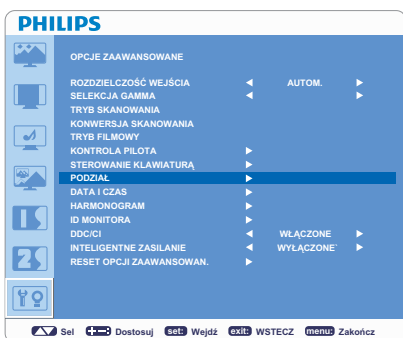 PHILIPS
OPCJE ZAAWANSOWANE
ROZDZIELCZOŚĆ WEJŚCIA AUTOM.
SELEKCJA GAMMA
TRYB SKANOWANIA
KONWERSJA SKANOWANIA
TRYB FILMOWY
KONTROLA PILOTA
STEROWANIE KLAWIATURĄ
PODZIAŁ
DATA I CZAS
HARMONOGRAM
ID MONITORA
DDC/CI WŁĄCZONE
INTELIGENTNE ZASILANIE WYŁĄCZONE`
RESET OPCJI ZAAWANSOWAN.
Sel Dostosuj set: Wejdź exit: WSTECZ menu: Zakończ